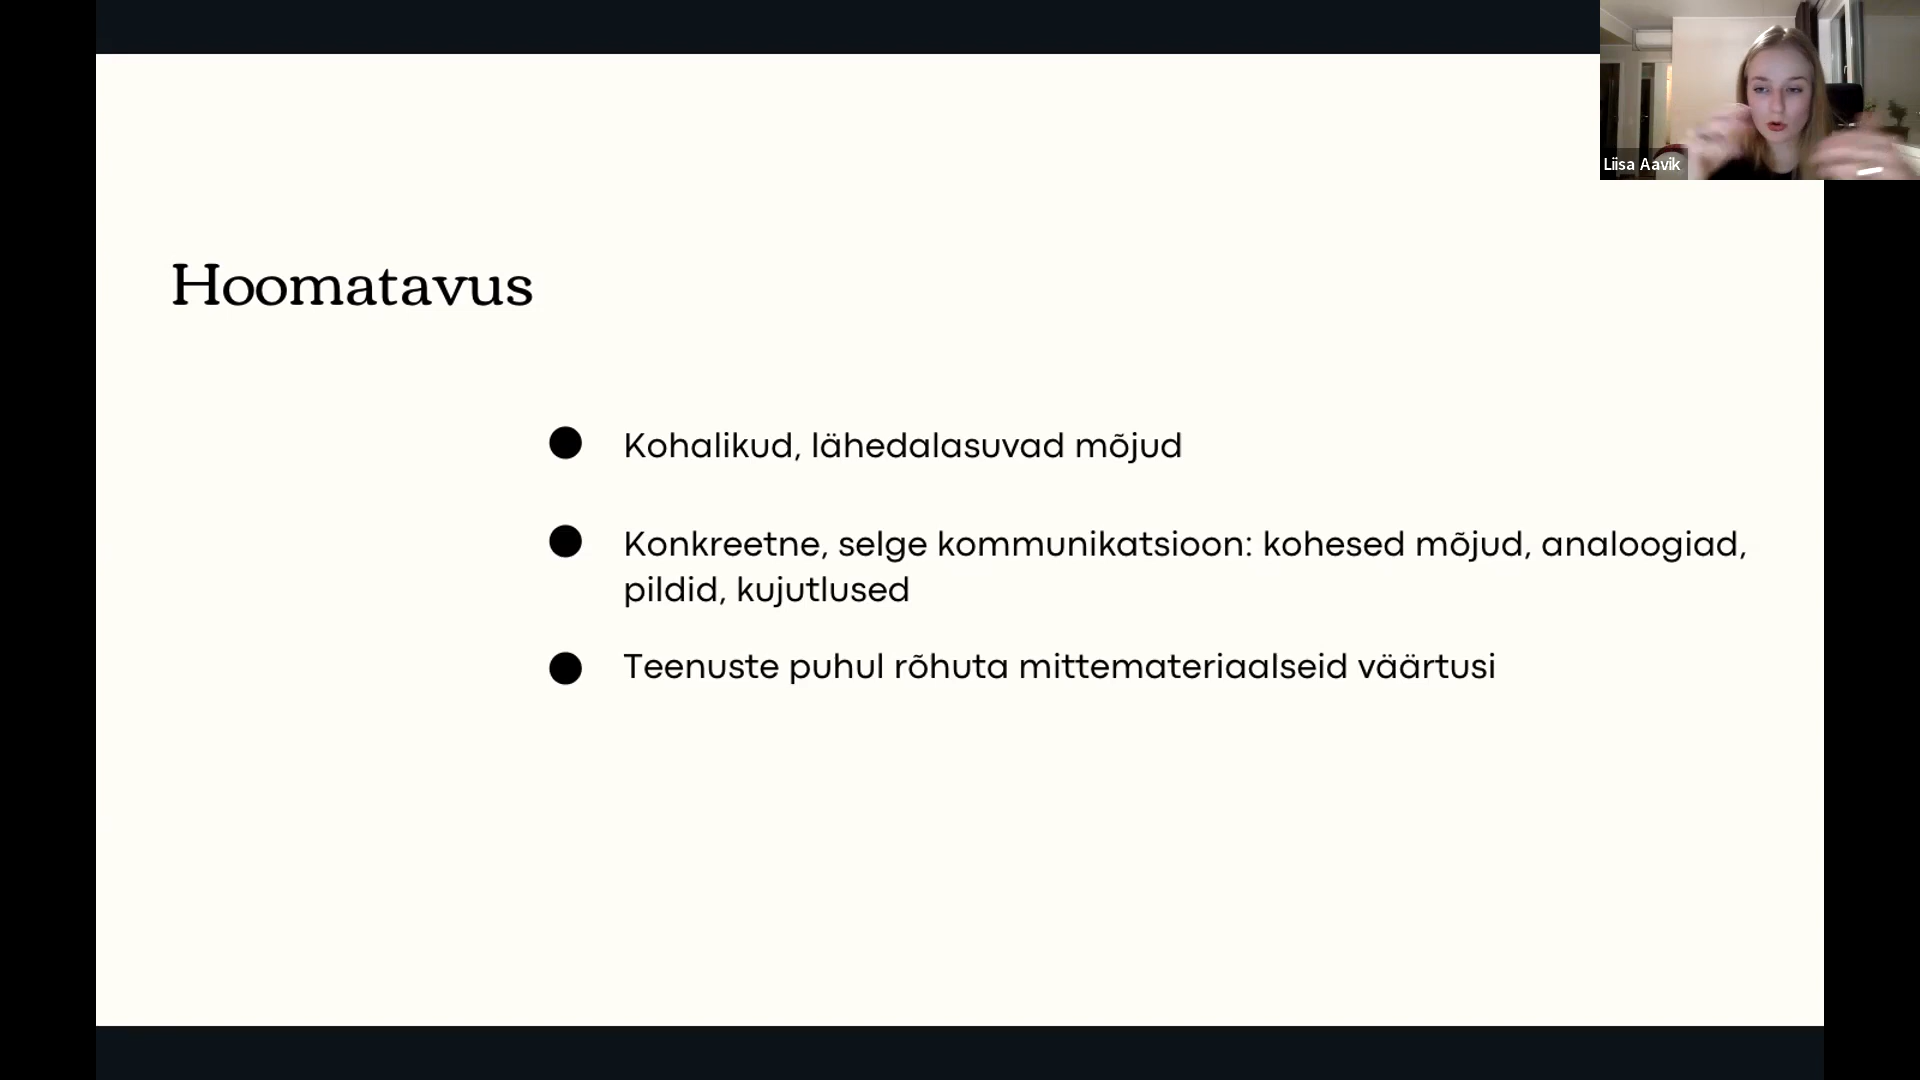 Liisa Aavik
Hoomatavus
Kohalikud, lähedalasuvad mõjud
Konkreetne, selge kommunikatsioon: kohesed mõjud, analoogiad,
pildid, kujutlused
Teenuste puhul rõhuta mittemateriaalseid väärtusi